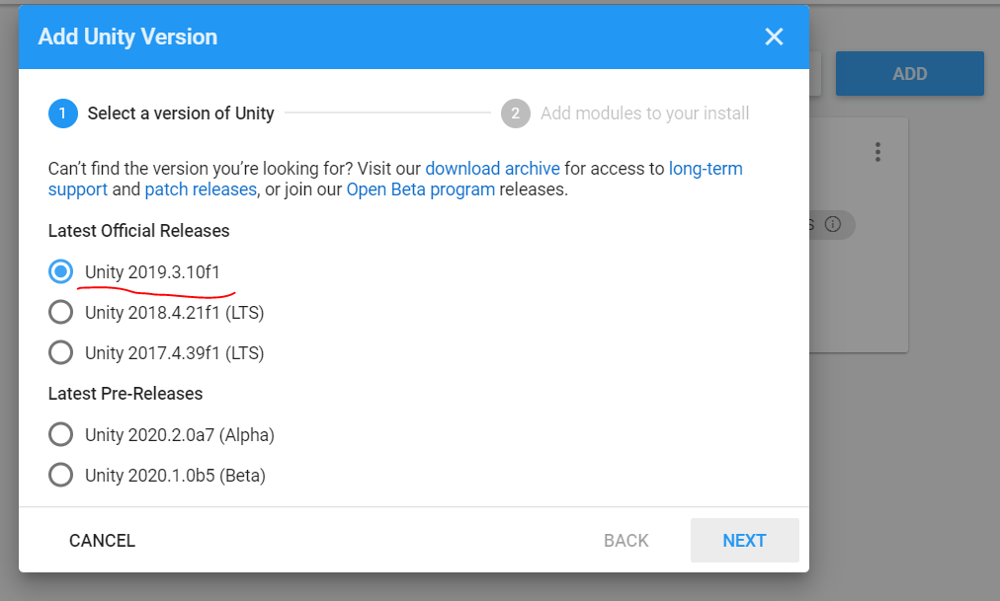 Add Unity Version
ADD
1 Select a version of Unity
2 Add modules to your install
Can't find the version you're looking for? Visit our download archive for access to long-term
support and patch releases, or join our Open Beta program releases.
Latest Official Releases
Unity 2019.3.10f1
Unity 2018.4.21f1 (LTS)
Unity 2017.4.39f1 (LTS)
Latest Pre-Releases
Unity 2020.2.0a7 (Alpha)
Unity 2020.1.0b5 (Beta)
CANCEL
BACK
NEXT